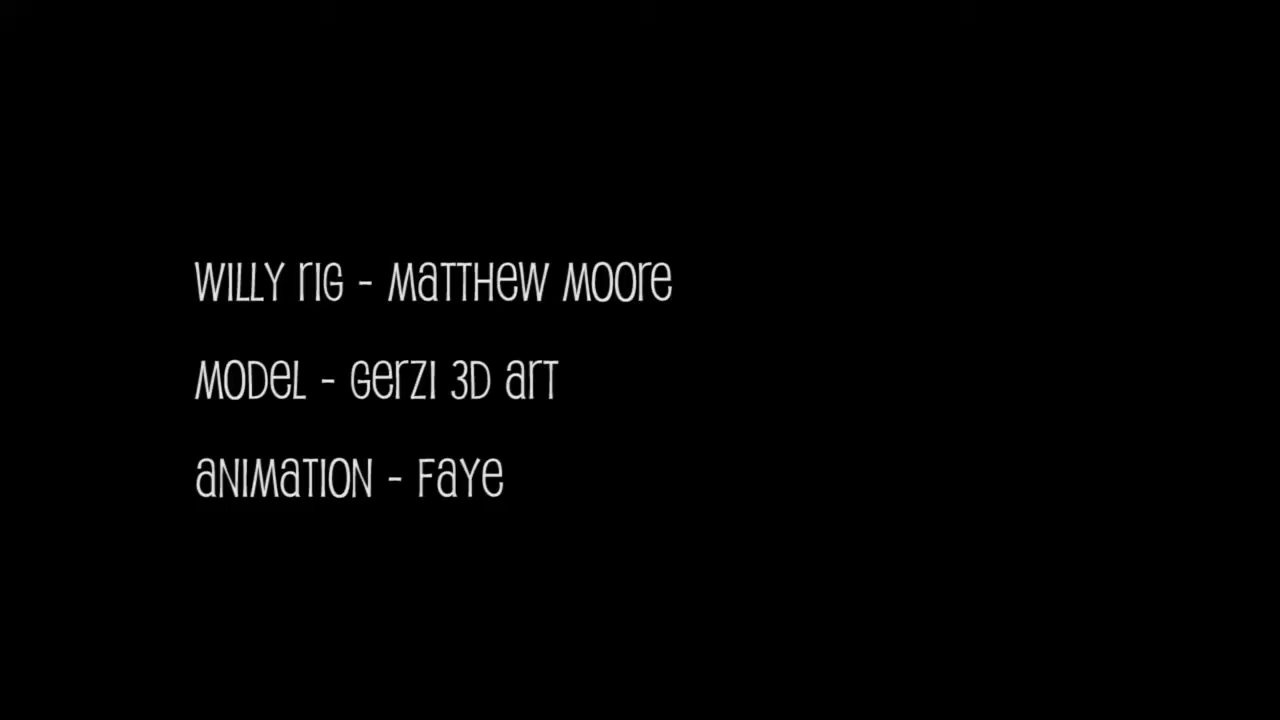 Willy rig - Matthew Moore
Model - Gerzi 3D art
Animation - Faye